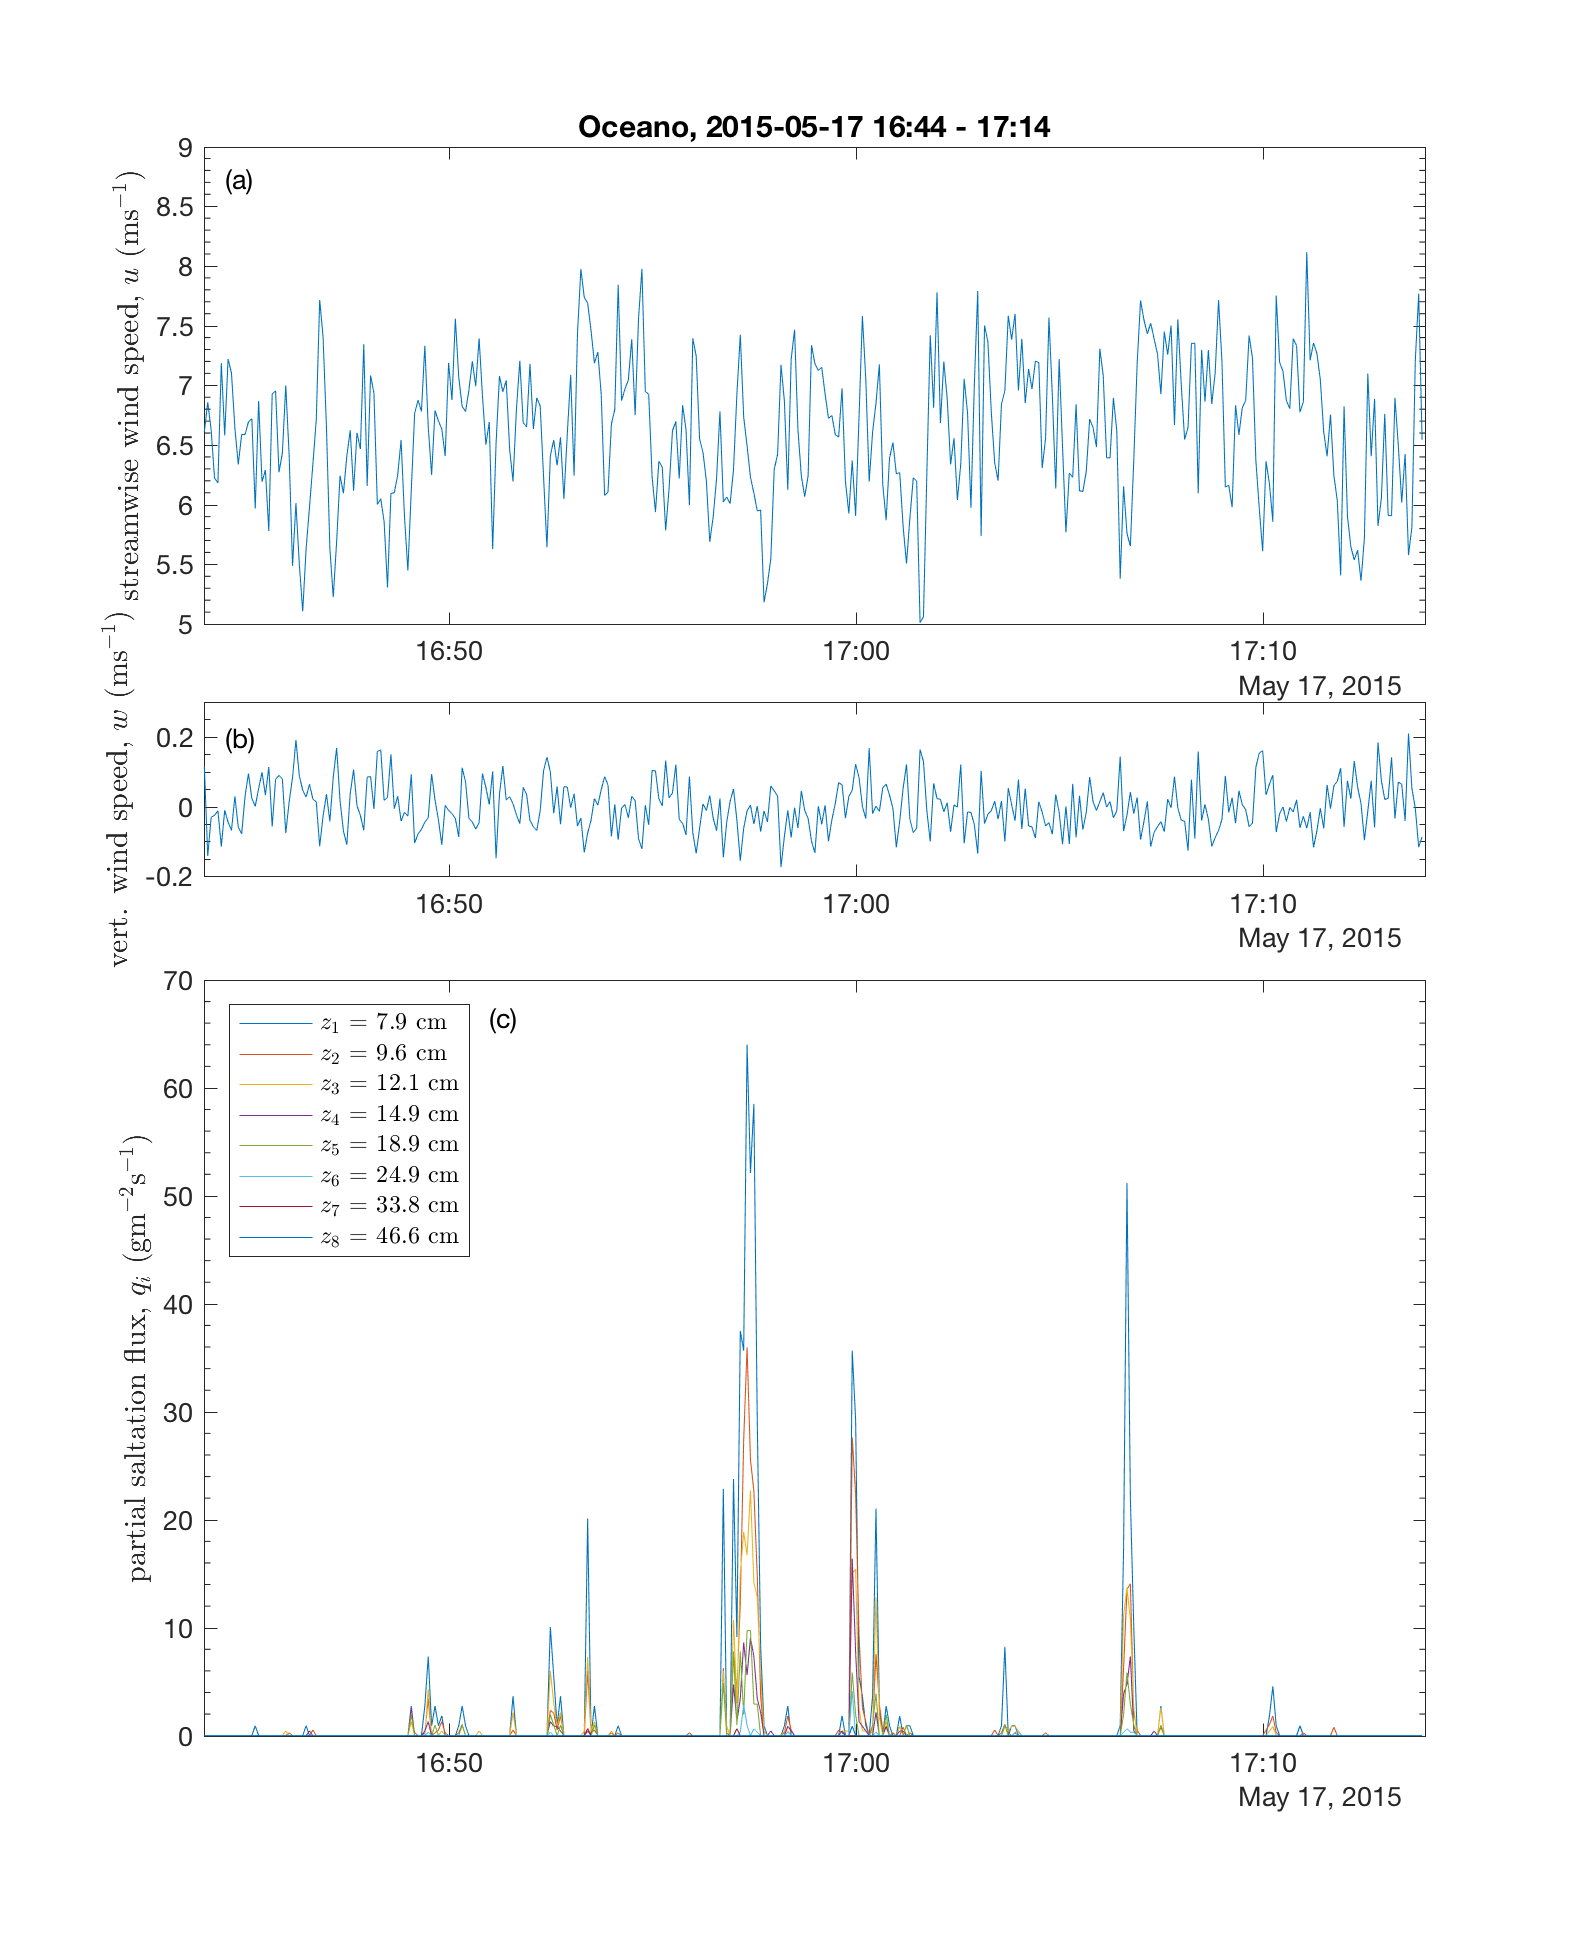 Oceano, 2015-05-17 16:44 - 17:14
(a)
streamwise wind speed, u (ms⁻¹)
9
8.5
8
7.5
7
6.5
6
5.5
5
16:50 17:00 17:10
May 17, 2015
(b)
vert. wind speed, w (ms⁻¹)
0.2
0
-0.2
16:50 17:00 17:10
May 17, 2015
(c)
partial saltation flux, qᵢ (gm⁻²s⁻¹)
70
60
50
40
30
20
10
0
z₁ = 7.9 cm
z₂ = 9.6 cm
z₃ = 12.1 cm
z₄ = 14.9 cm
z₅ = 18.9 cm
z₆ = 24.9 cm
z₇ = 33.8 cm
z₈ = 46.6 cm
16:50 17:00 17:10
May 17, 2015